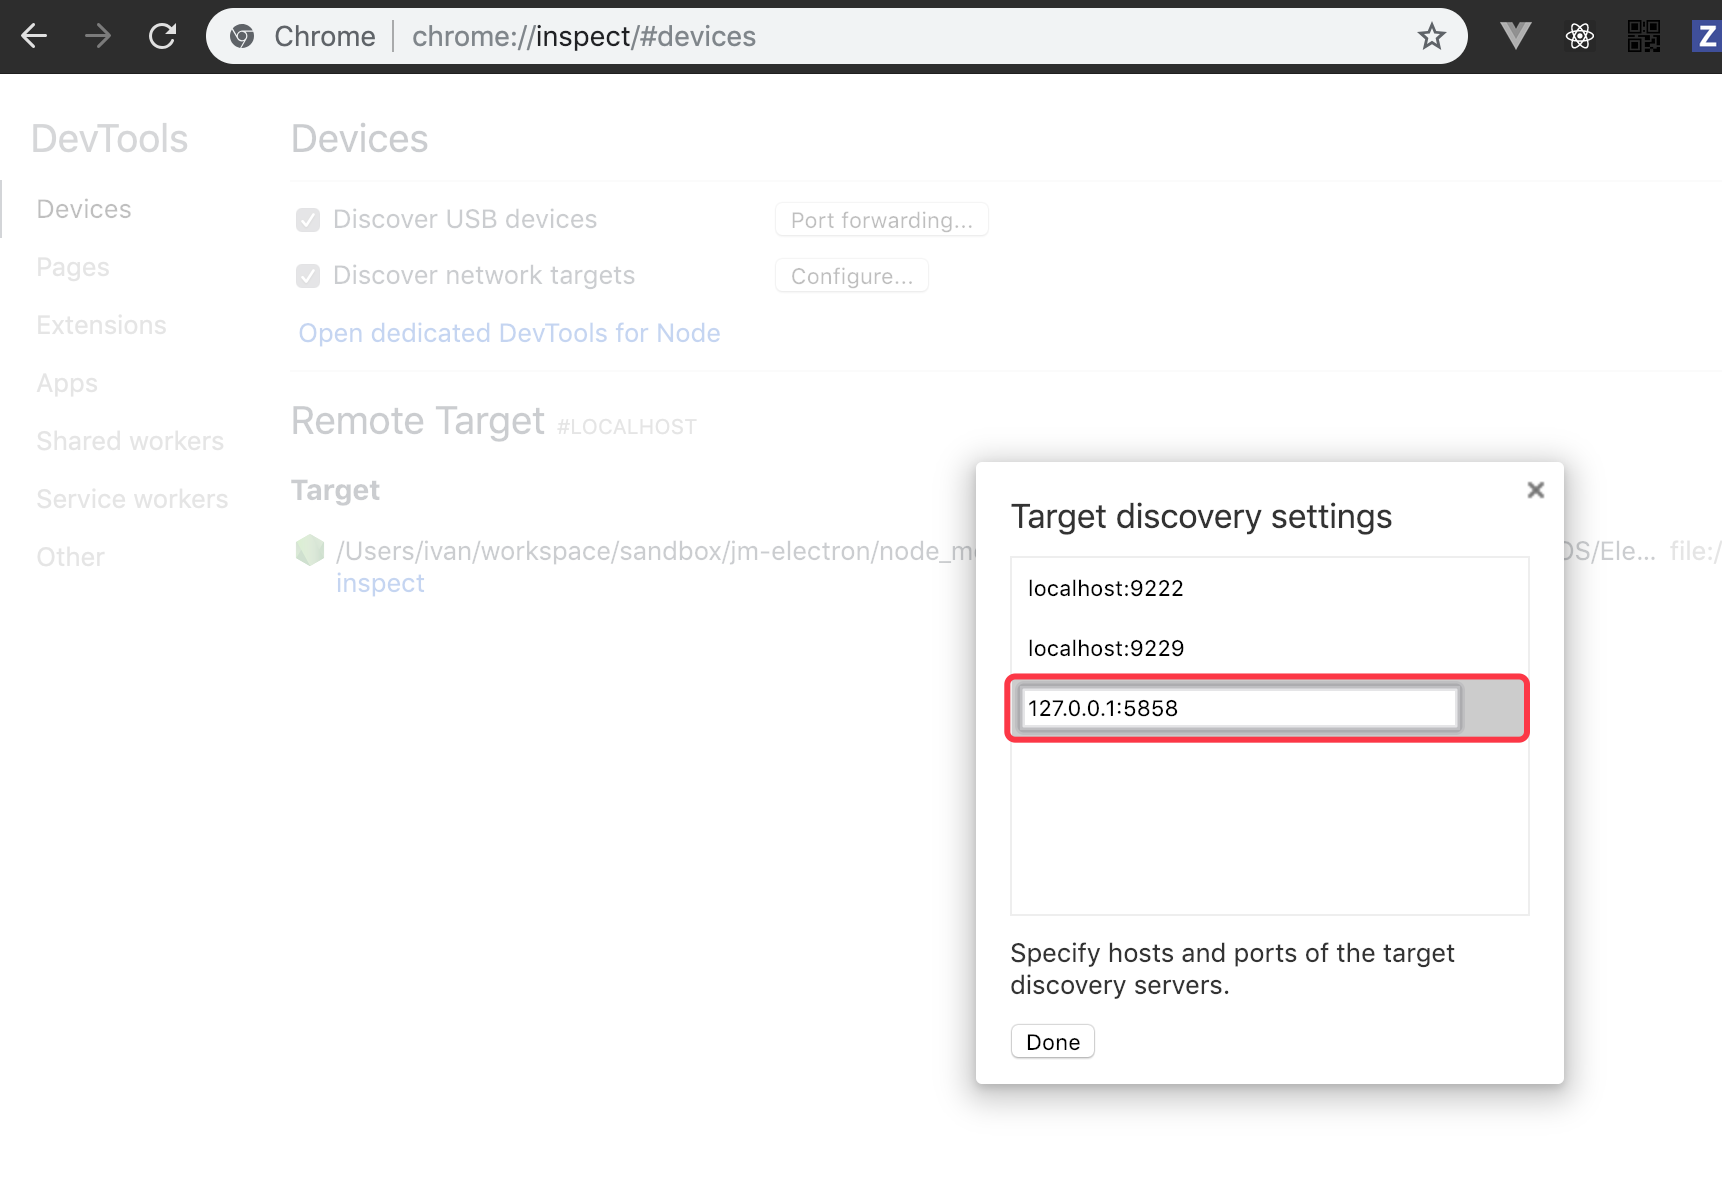 Chrome | chrome://inspect/#devices
Z
DevTools
Devices
Pages
Extensions
Apps
Shared workers
Service workers
Other
Devices
Discover USB devices
Port forwarding...
Discover network targets
Configure...
Open dedicated DevTools for Node
Remote Target #LOCALHOST
Target
/Users/ivan/workspace/sandbox/jm-electron/node_m
OS/Ele... file:/
inspect
Target discovery settings
localhost:9222
localhost:9229
127.0.0.1:5858
Specify hosts and ports of the target
discovery servers.
Done